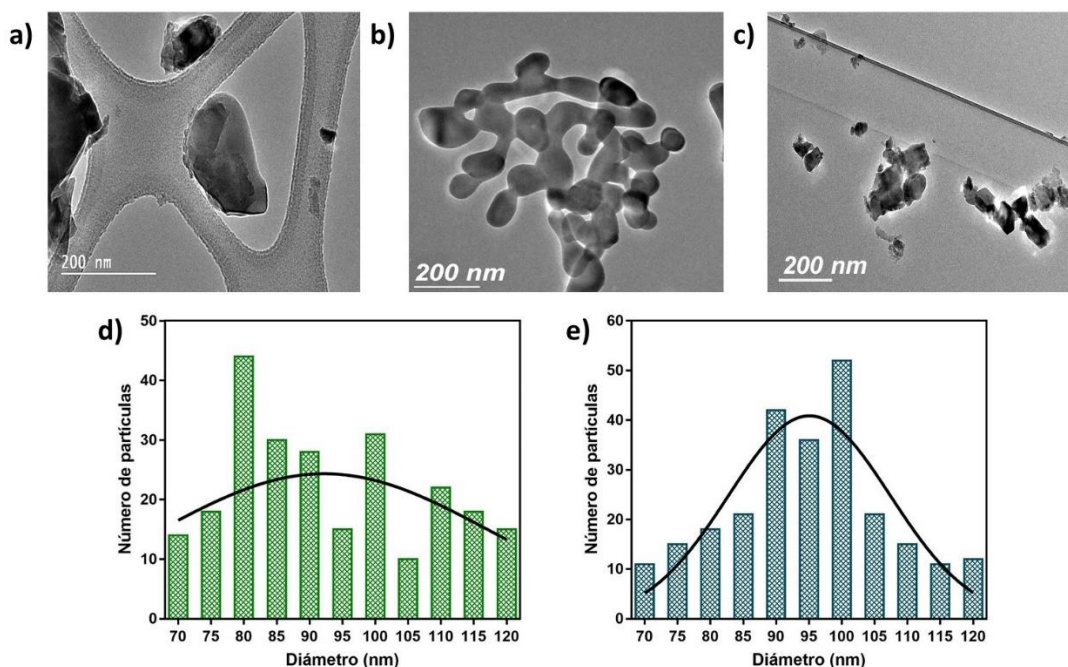 a)
b)
c)
200 nm
200 nm
200 nm
d)
Número de partículas
50
40
30
20
10
0
70 75 80 85 90 95 100 105 110 115 120
Diámetro (nm)
e)
Número de partículas
60
50
40
30
20
10
0
70 75 80 85 90 95 100 105 110 115 120
Diámetro (nm)